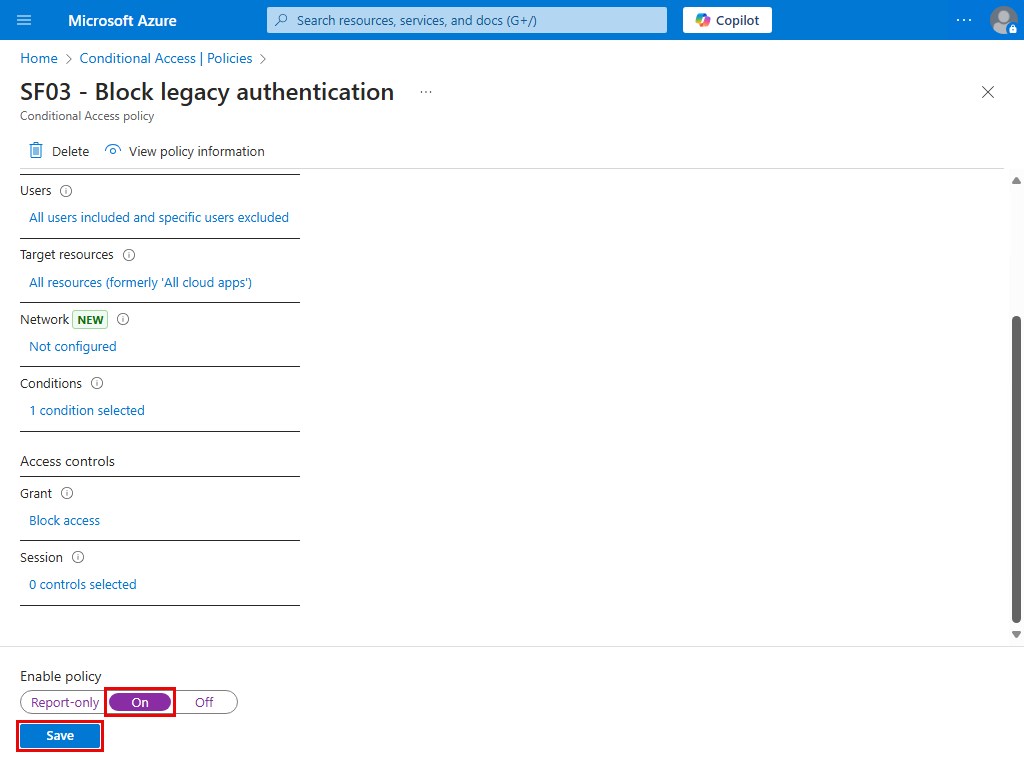 Microsoft Azure
Search resources, services, and docs (G+/)
Copilot
Home > Conditional Access | Policies >
SF03 - Block legacy authentication ...
Conditional Access policy
Delete View policy information
Users
All users included and specific users excluded
Target resources
All resources (formerly 'All cloud apps')
Network NEW
Not configured
Conditions
1 condition selected
Access controls
Grant
Block access
Session
0 controls selected
Enable policy
Report-only On Off
Save